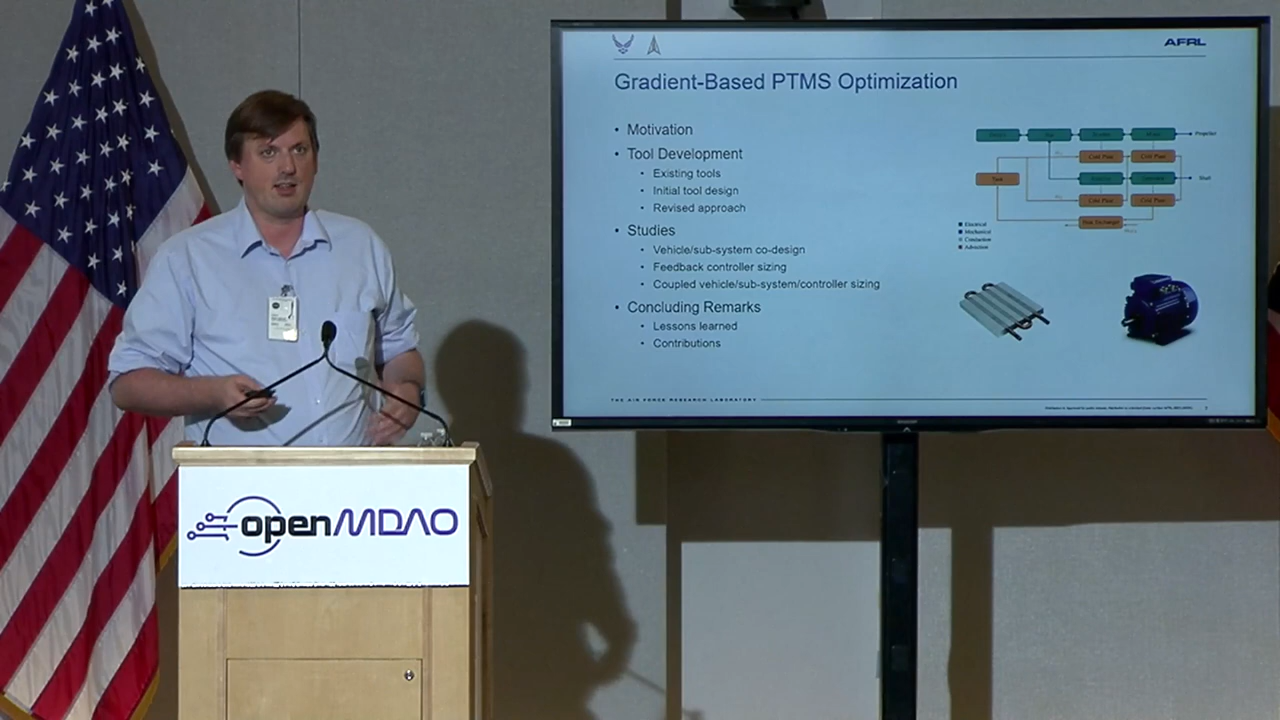 AFRL
Gradient-Based PTMS Optimization
• Motivation
• Tool Development
• Existing tools
• Initial tool design
• Revised approach
• Studies
• Vehicle/sub-system co-design
• Feedback controller sizing
• Coupled vehicle/sub-system/controller sizing
• Concluding Remarks
• Lessons learned
• Contributions
Propeller
Cold Plate Cold Plate
Tank
Shaft
Cold Plate Cold Plate
Heat Exchanger
Electrical
Mechanical
Conduction
Advection
THE AIR FORCE RESEARCH LABORATORY
openMDAO